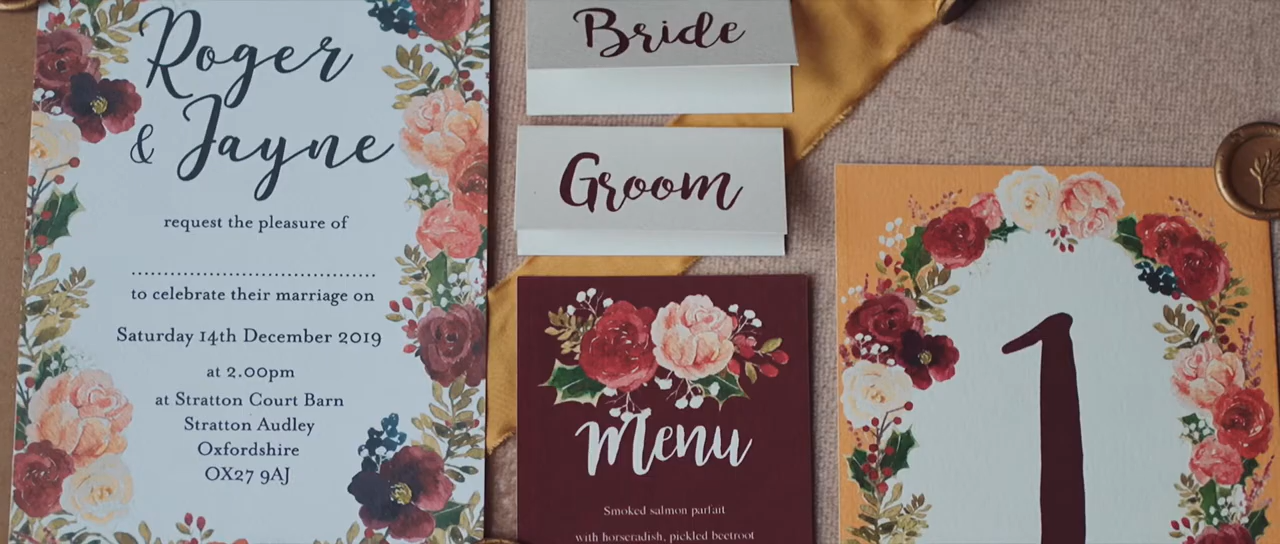 Roger
& Jayne
request the pleasure of
......................................
to celebrate their marriage on
Saturday 14th December 2019
at 2.00pm
at Stratton Court Barn
Stratton Audley
Oxfordshire
OX27 9AJ
Bride
Groom
Menu
Smoked salmon parfait
with horseradish, pickled beetroot
1